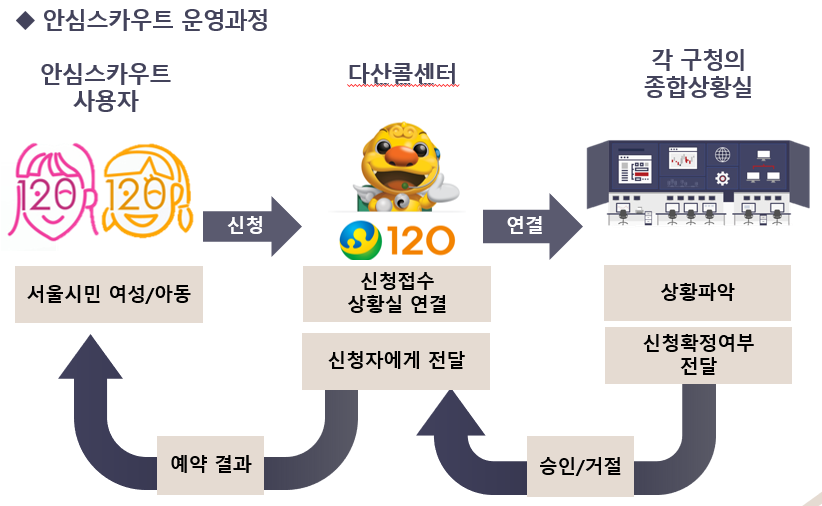 ◆ 안심스카우트 운영과정
안심스카우트
사용자
다산콜센터
각 구청의
종합상황실
120
120
신청
120
연결
서울시민 여성/아동
신청접수
상황실 연결
상황파악
신청자에게 전달
신청확정여부
전달
예약 결과
승인/거절